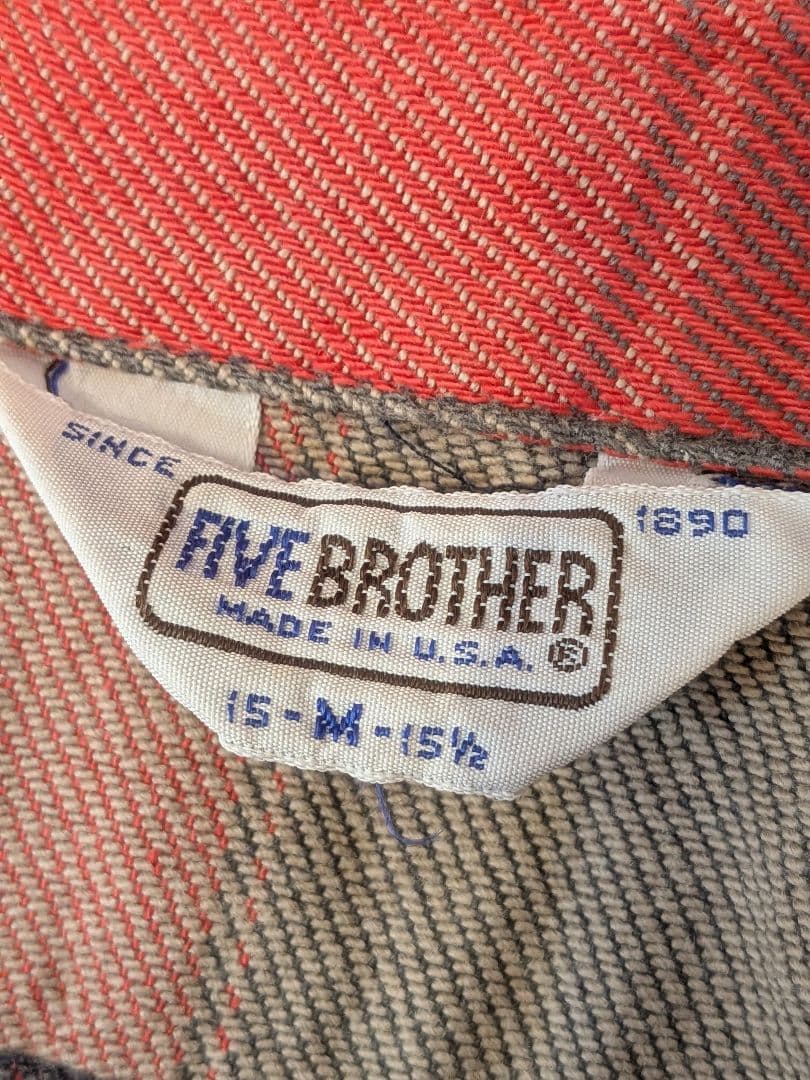 SINCE 1890
FIVE BROTHER
MADE IN U.S.A. ®
15-M-15½